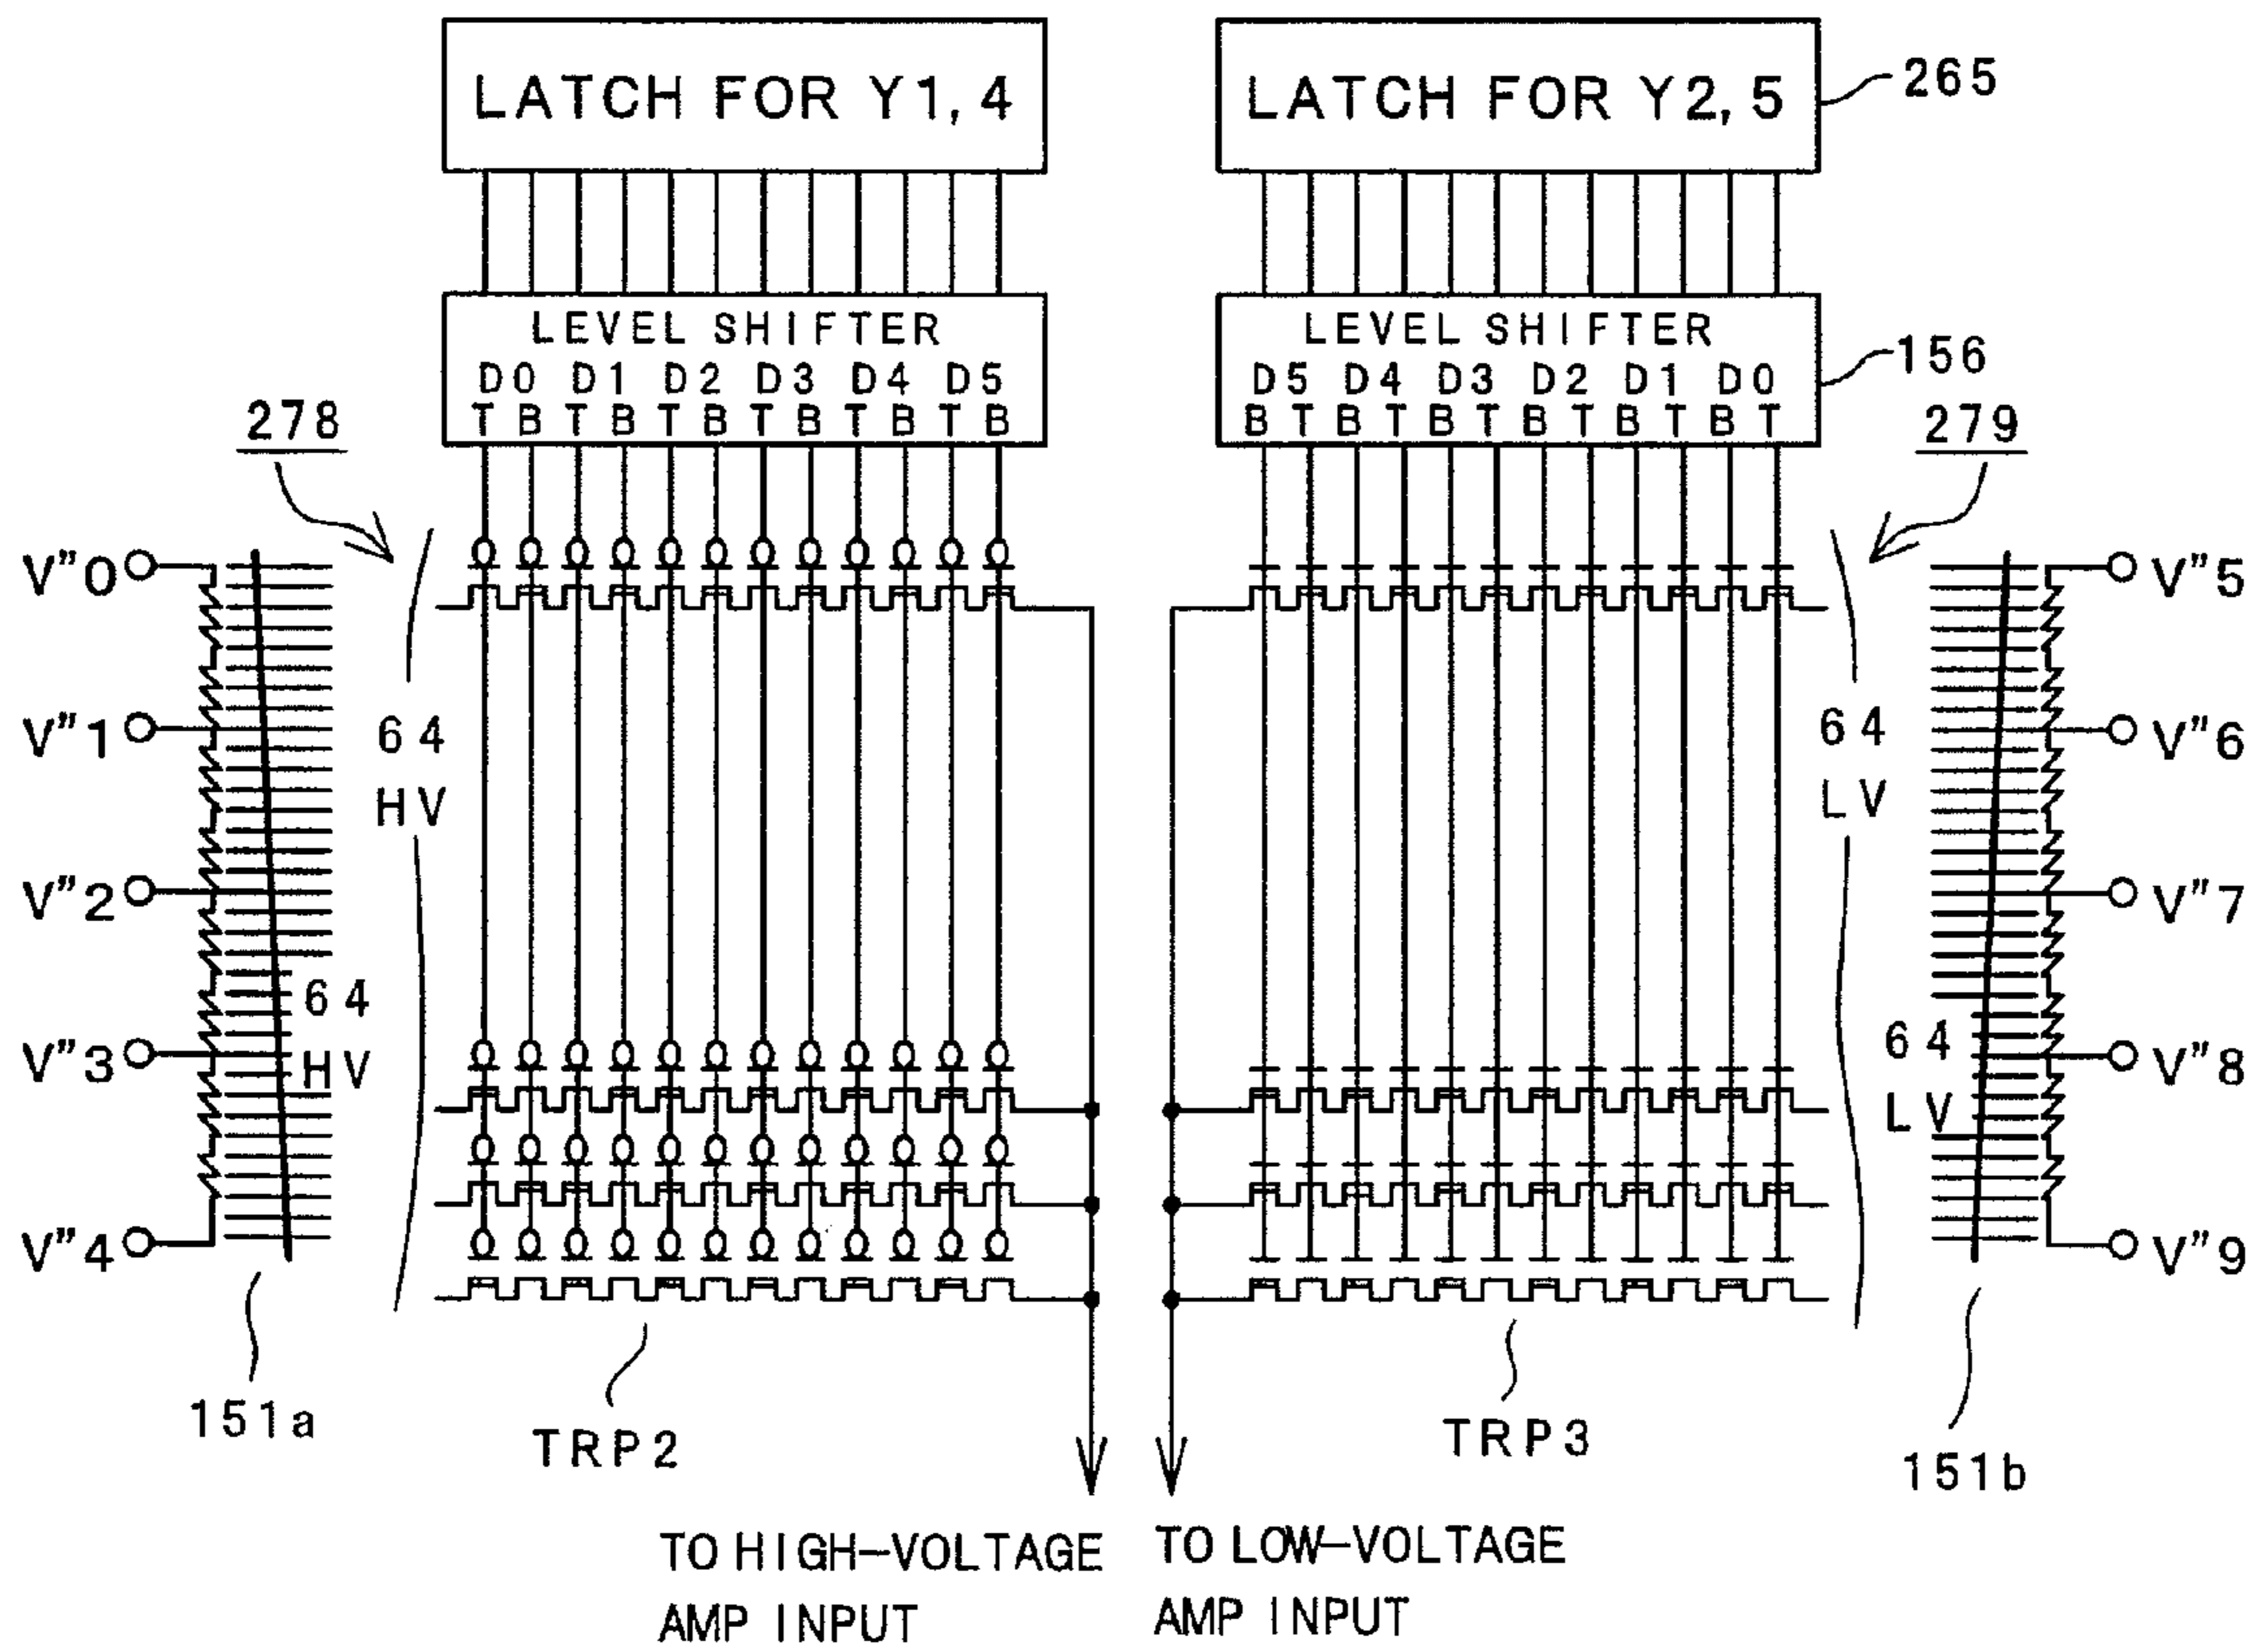 LATCH FOR Y1, 4
LATCH FOR Y2, 5
265
LEVEL SHIFTER
D0 D1 D2 D3 D4 D5
T B T B T B T B T B T B
LEVEL SHIFTER
D5 D4 D3 D2 D1 D0
B T B T B T B T B T B T
156
278
279
V"0
V"1
V"2
V"3
V"4
64
HV
64
HV
64
LV
64
LV
V"5
V"6
V"7
V"8
V"9
151a
TRP2
TRP3
151b
TO HIGH-VOLTAGE
AMP INPUT
TO LOW-VOLTAGE
AMP INPUT